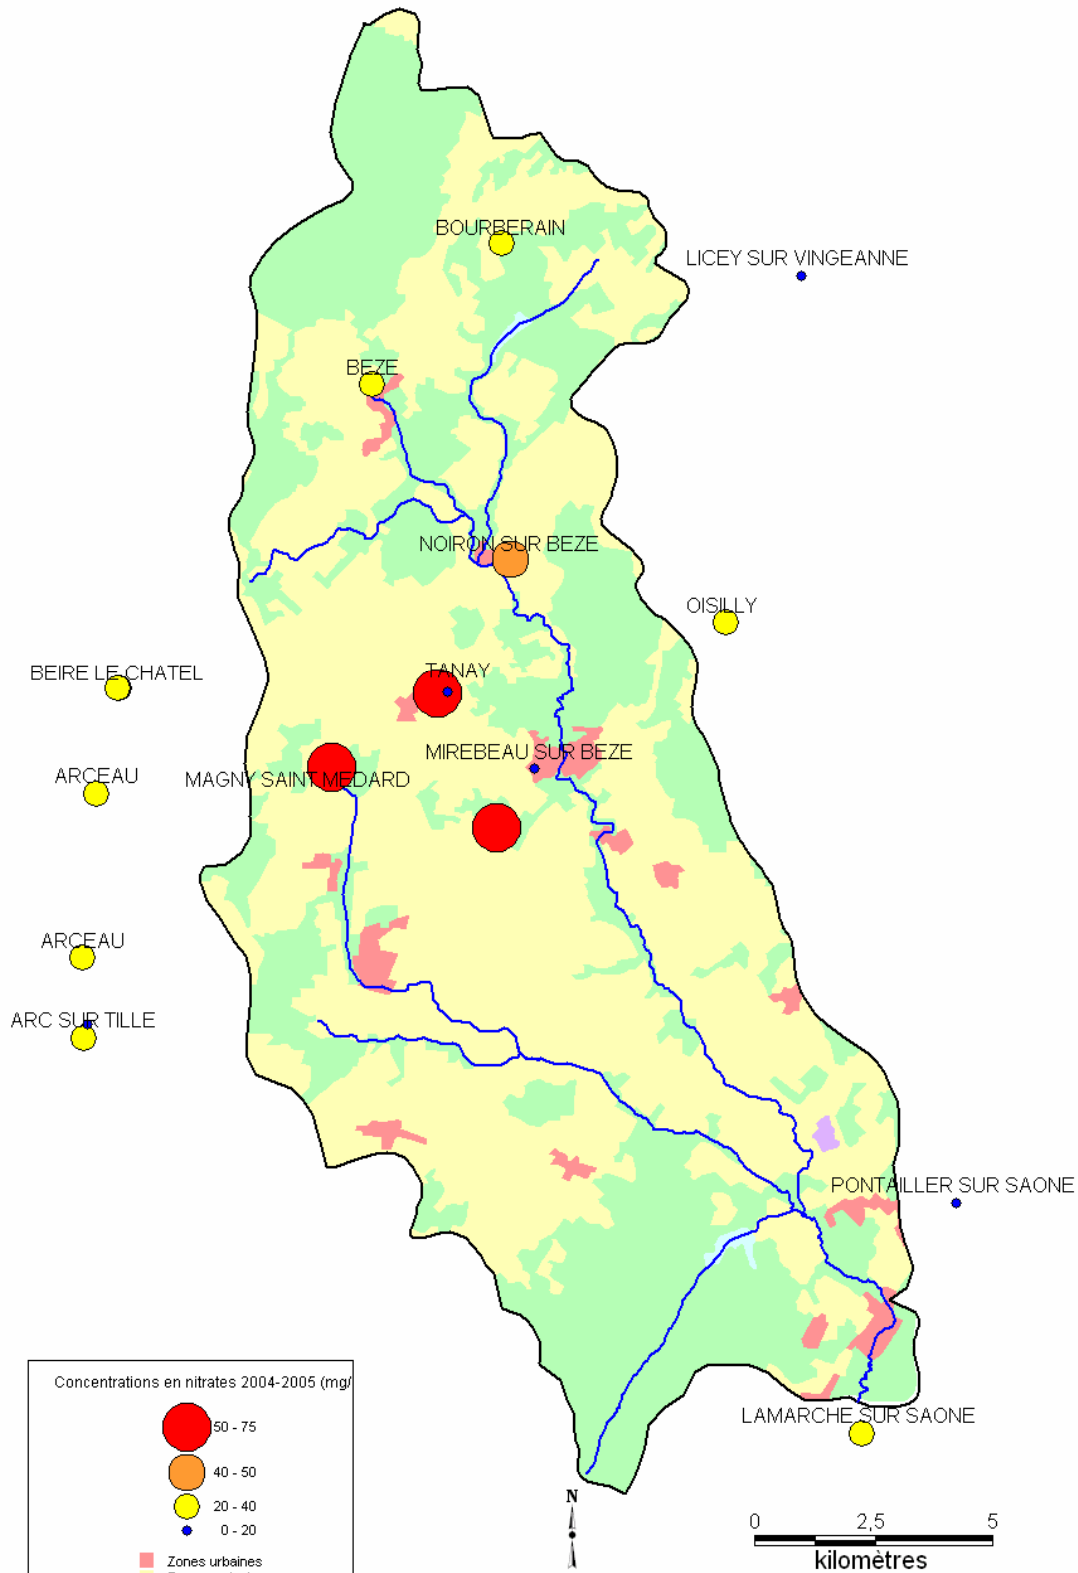 BOURBERAIN
LICEY SUR VINGEANNE
BEZE
NOIRON SUR BEZE
OISILLY
BEIRE LE CHATEL
TANAY
MIREBEAU SUR BEZE
ARCEAU
MAGNY SAINT MEDARD
ARCEAU
ARC SUR TILLE
PONTAILLER SUR SAONE
LAMARCHE SUR SAONE
Concentrations en nitrates 2004-2005 (mg/
50 - 75
40 - 50
20 - 40
0 - 20
Zones urbaines
N
0 2,5 5
kilomètres